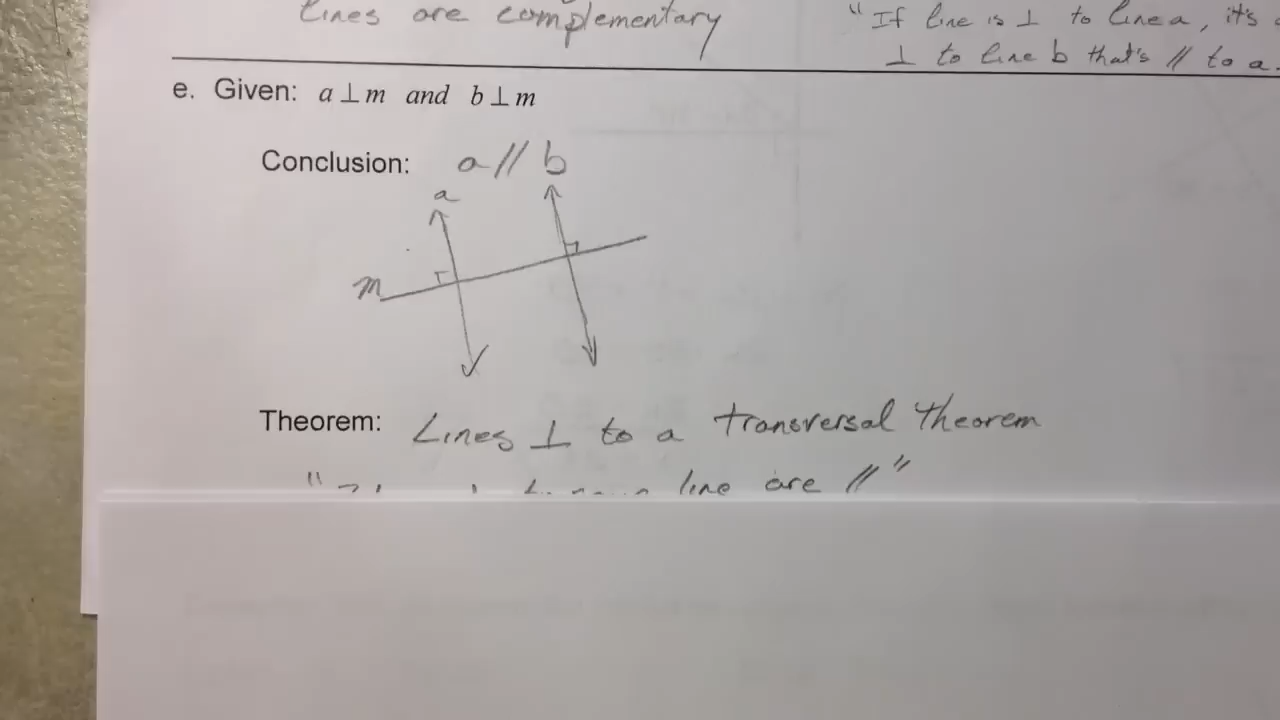 lines are complementary
"If line is ⊥ to line a, it's
⊥ to line b that's // to a.
e. Given: a ⊥ m and b ⊥ m
Conclusion: a // b
a
m
Theorem: Lines ⊥ to a transversal theorem
line are //"